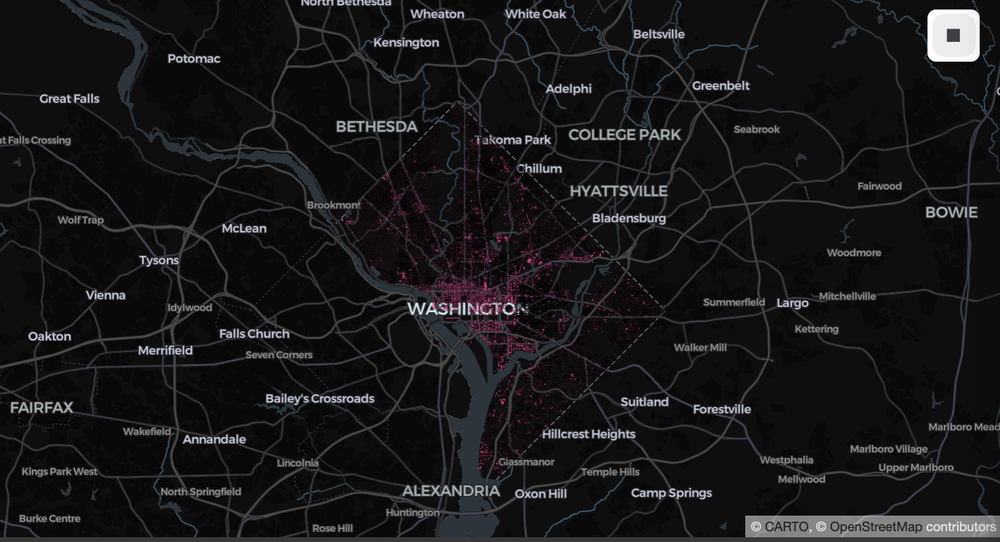 North Bethesda
Wheaton
White Oak
Kensington
Beltsville
Potomac
Greenbelt
Adelphi
Great Falls
BETHESDA
Seabrook
COLLEGE PARK
at Falls Crossing
Takoma Park
Chillum
Fairwood
HYATTSVILLE
Brookmont
BOWIE
Bladensburg
Wolf Trap
McLean
Woodmore
Tysons
Vienna
Mitchellville
Summerfield
Largo
Idylwood
WASHINGTON
Kettering
Falls Church
Oakton
Walker Mill
Merrifield
Seven Corners
Bailey's Crossroads
Suitland
FAIRFAX
Forestville
Marlboro Mead
Wakefield
Hillcrest Heights
Annandale
Marlboro Village
Westphalia
Glassmanor
Lincolnia
Upper Marlboro
Kings Park West
Temple Hills
Mellwood
ALEXANDRIA
North Springfield
Oxon Hill
Camp Springs
Huntington
Burke Centre
Rose Hill
© CARTO, © OpenStreetMap contributors